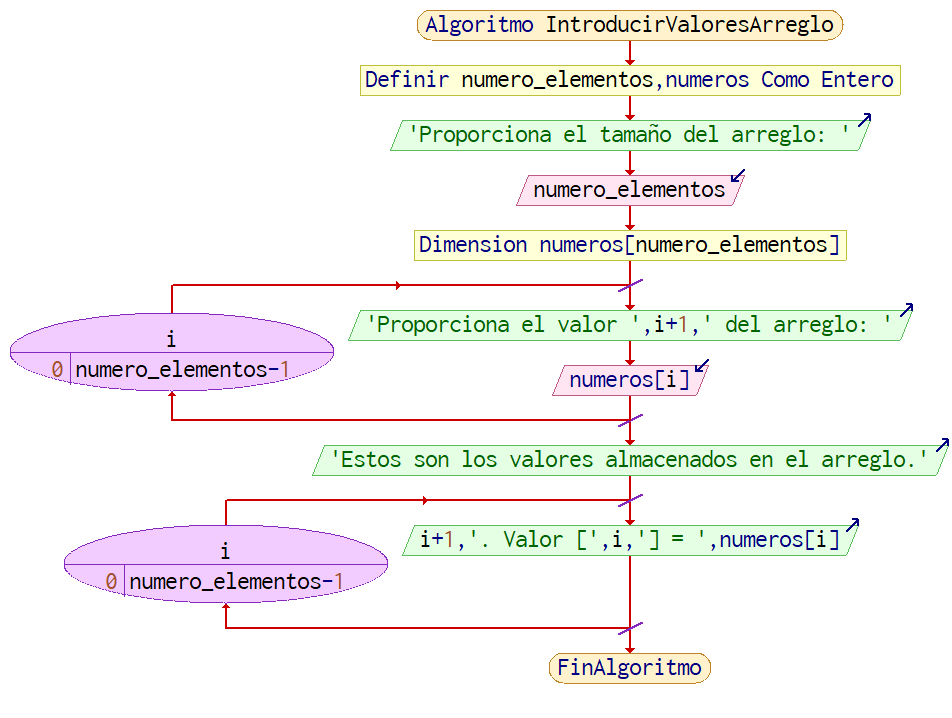 Algoritmo IntroducirValoresArreglo
Definir numero_elementos,numeros Como Entero
'Proporciona el tamaño del arreglo: '
numero_elementos
Dimension numeros[numero_elementos]
i
0 numero_elementos-1
'Proporciona el valor ',i+1,' del arreglo: '
numeros[i]
'Estos son los valores almacenados en el arreglo.'
i
0 numero_elementos-1
i+1,'. Valor [',i,'] = ',numeros[i]
FinAlgoritmo